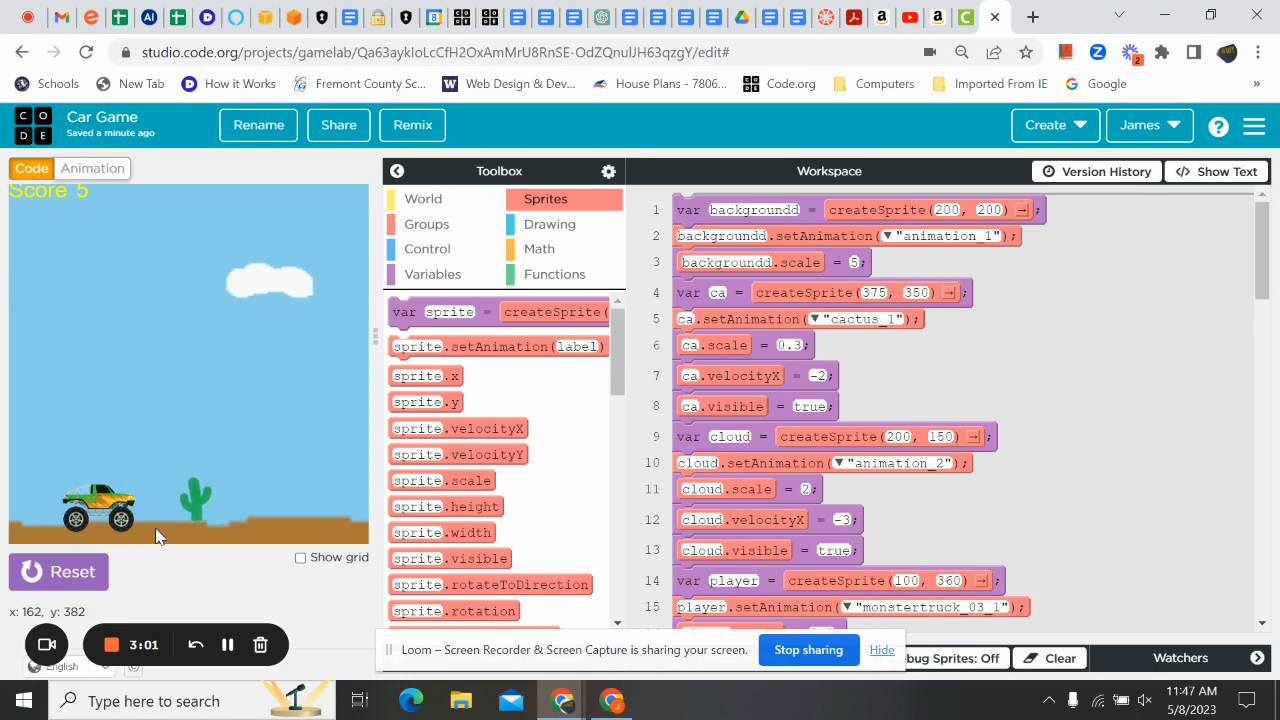 studio.code.org/projects/gamelab/Qa63aykIoLcCfH2OxAmMrU8RnSE-OdZQnulJH63qzgY/edit#
2
Schools
New Tab
How it Works
Fremont County Sc...
Web Design & Dev...
House Plans - 7806...
Code.org
Computers
Imported From IE
Google
»
C O
D E
Car Game
Saved a minute ago
Rename
Share
Remix
Create
James
?
Code
Animation
Toolbox
Workspace
Version History
</> Show Text
Score 5
World
Sprites
Groups
Drawing
Control
Math
Variables
Functions
var sprite = createSprite(
sprite.setAnimation(label)
sprite.x
sprite.y
sprite.velocityX
sprite.velocityY
sprite.scale
sprite.height
sprite.width
sprite.visible
sprite.rotateToDirection
sprite.rotation
1 var backgroundd = createSprite(200, 200);
2 backgroundd.setAnimation("animation_1");
3 backgroundd.scale = 5;
4 var ca = createSprite(375, 350);
5 ca.setAnimation("cactus_1");
6 ca.scale = 0.3;
7 ca.velocityX = -2;
8 ca.visible = true;
9 var cloud = createSprite(200, 150);
10 cloud.setAnimation("animation_2");
11 cloud.scale = 2;
12 cloud.velocityX = -3;
13 cloud.visible = true;
14 var player = createSprite(100, 360);
15 player.setAnimation("monstertruck_03_1");
Reset
Show grid
x: 162, y: 382
3:01
Loom – Screen Recorder & Screen Capture is sharing your screen.
Stop sharing
Hide
bug Sprites: Off
Clear
Watchers
English
Type here to search
11:47 AM
5/8/2023